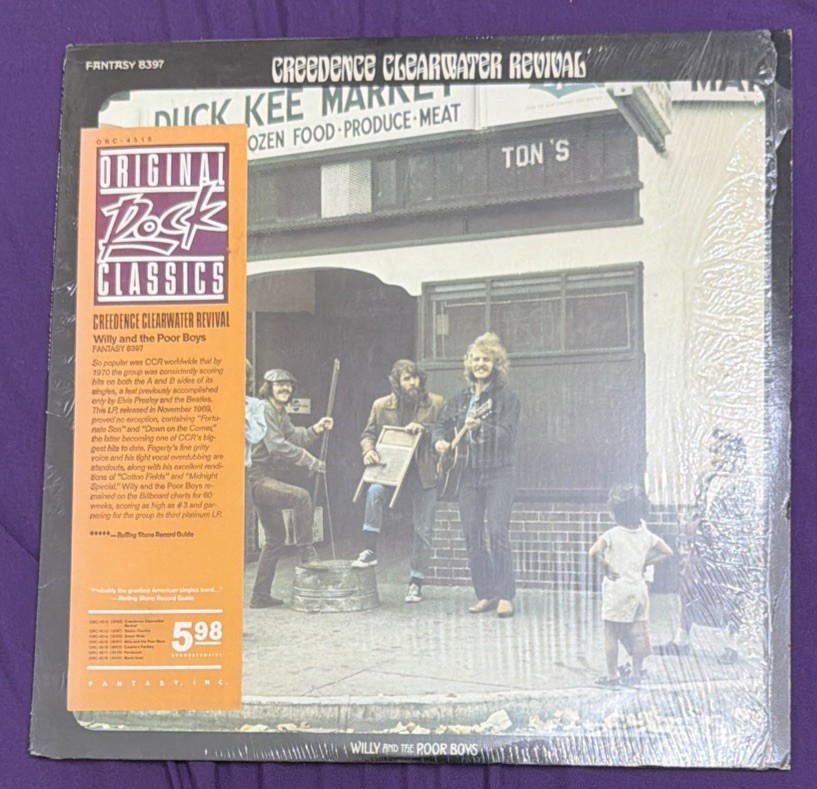 FANTASY 8397
CREEDENCE CLEARWATER REVIVAL
DUCK KEE MARKET
OZEN FOOD · PRODUCE · MEAT
MAR
TON'S
ORC-4515
ORIGINAL
Rock
CLASSICS
CREEDENCE CLEARWATER REVIVAL
Willy and the Poor Boys
FANTASY 8397
So popular was CCR worldwide that by
1970 the group was consistently scoring
hits on both the A and B sides of its
singles, a feat previously accomplished
only by Elvis Presley and the Beatles.
This LP, released in November 1969,
proved no exception, containing "Fortu-
nate Son" and "Down on the Corner,"
the latter becoming one of CCR's big-
gest hits to date. Fogerty's fine gritty
voice and his tight vocal overdubbing are
standouts, along with his excellent rendi-
tions of "Cotton Fields" and "Midnight
Special." Willy and the Poor Boys re-
mained on the Billboard charts for 60
weeks, scoring as high as #3 and gar-
nering for the group its third platinum LP.
*****—Rolling Stone Record Guide
"Probably the greatest American singles band..."
—Rolling Stone Record Guide
5.98
FANTASY, INC.
WILLY AND THE POOR BOYS